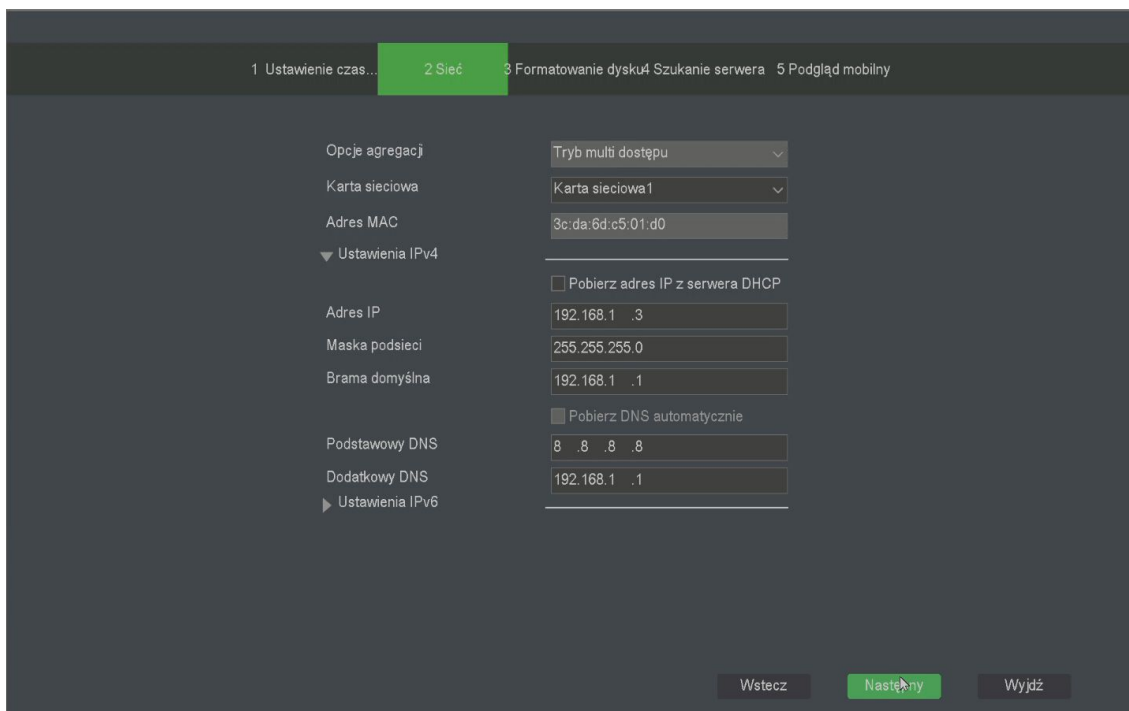 1 Ustawienie czas...
2 Sieć
3 Formatowanie dysku
4 Szukanie serwera
5 Podgląd mobilny
Opcje agregacji
Tryb multi dostępu
Karta sieciowa
Karta sieciowa1
Adres MAC
3c:da:6d:c5:01:d0
Ustawienia IPv4
Pobierz adres IP z serwera DHCP
Adres IP
192.168.1 .3
Maska podsieci
255.255.255.0
Brama domyślna
192.168.1 .1
Pobierz DNS automatycznie
Podstawowy DNS
8 .8 .8 .8
Dodatkowy DNS
192.168.1 .1
Ustawienia IPv6
Wstecz
Następny
Wyjdź